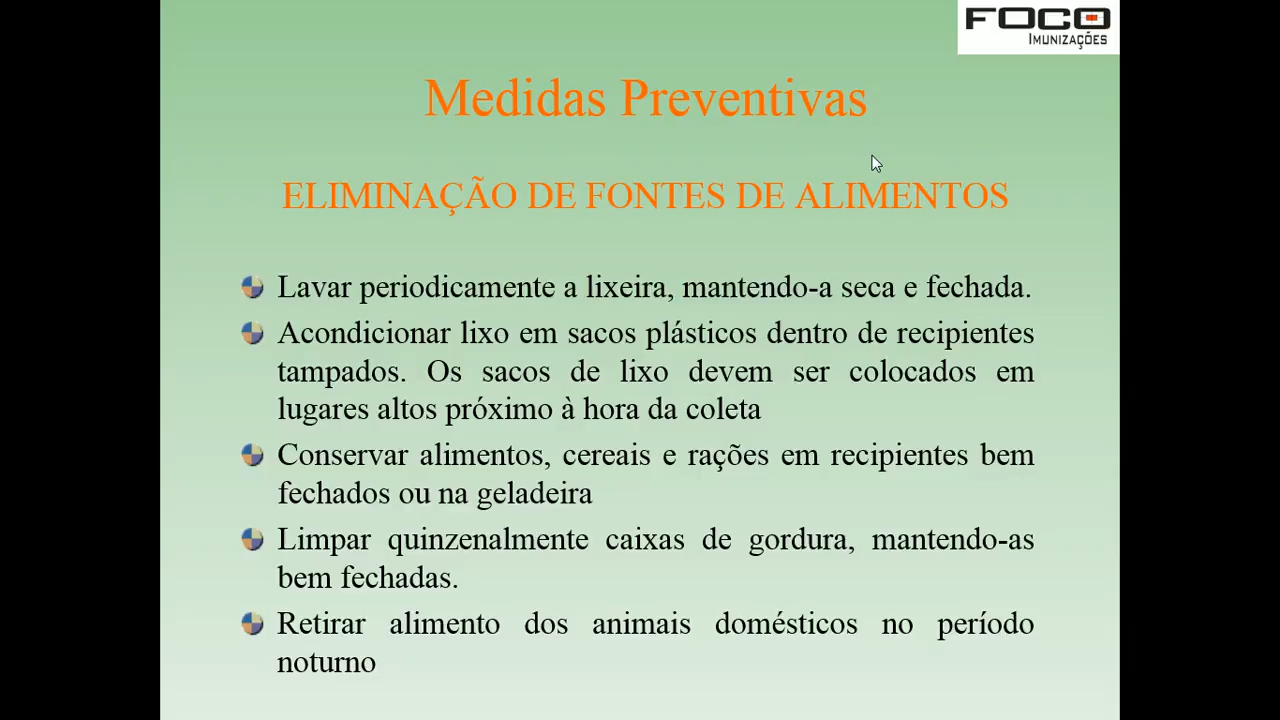 FOCO
IMUNIZAÇÕES
Medidas Preventivas
ELIMINAÇÃO DE FONTES DE ALIMENTOS
Lavar periodicamente a lixeira, mantendo-a seca e fechada.
Acondicionar lixo em sacos plásticos dentro de recipientes
tampados. Os sacos de lixo devem ser colocados em
lugares altos próximo à hora da coleta
Conservar alimentos, cereais e rações em recipientes bem
fechados ou na geladeira
Limpar quinzenalmente caixas de gordura, mantendo-as
bem fechadas.
Retirar alimento dos animais domésticos no período
noturno